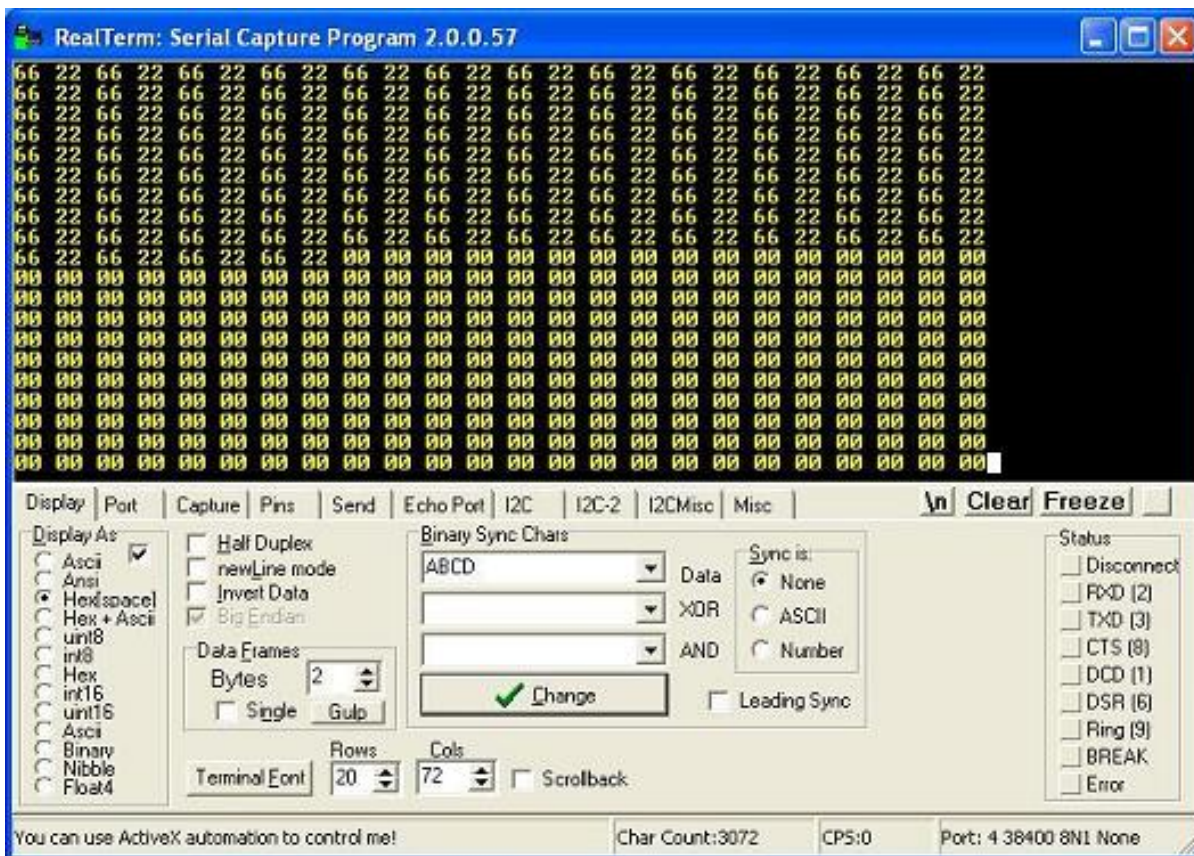 RealTerm: Serial Capture Program 2.0.0.57
66 22 66 22 66 22 66 22 66 22 66 22 66 22 66 22 66 22 66 22 66 22 66 22
66 22 66 22 66 22 66 22 66 22 66 22 66 22 66 22 66 22 66 22 66 22 66 22
66 22 66 22 66 22 66 22 66 22 66 22 66 22 66 22 66 22 66 22 66 22 66 22
66 22 66 22 66 22 66 22 66 22 66 22 66 22 66 22 66 22 66 22 66 22 66 22
66 22 66 22 66 22 66 22 66 22 66 22 66 22 66 22 66 22 66 22 66 22 66 22
66 22 66 22 66 22 66 22 66 22 66 22 66 22 66 22 66 22 66 22 66 22 66 22
66 22 66 22 66 22 66 22 66 22 66 22 66 22 66 22 66 22 66 22 66 22 66 22
66 22 66 22 66 22 66 22 66 22 66 22 66 22 66 22 66 22 66 22 66 22 66 22
66 22 66 22 66 22 66 22 66 22 66 22 66 22 66 22 66 22 66 22 66 22 66 22
66 22 66 22 66 22 66 22 00 00 00 00 00 00 00 00 00 00 00 00 00 00 00 00
00 00 00 00 00 00 00 00 00 00 00 00 00 00 00 00 00 00 00 00 00 00 00 00
00 00 00 00 00 00 00 00 00 00 00 00 00 00 00 00 00 00 00 00 00 00 00 00
00 00 00 00 00 00 00 00 00 00 00 00 00 00 00 00 00 00 00 00 00 00 00 00
00 00 00 00 00 00 00 00 00 00 00 00 00 00 00 00 00 00 00 00 00 00 00 00
00 00 00 00 00 00 00 00 00 00 00 00 00 00 00 00 00 00 00 00 00 00 00 00
00 00 00 00 00 00 00 00 00 00 00 00 00 00 00 00 00 00 00 00 00 00 00 00
00 00 00 00 00 00 00 00 00 00 00 00 00 00 00 00 00 00 00 00 00 00 00 00
00 00 00 00 00 00 00 00 00 00 00 00 00 00 00 00 00 00 00 00 00 00 00 00
00 00 00 00 00 00 00 00 00 00 00 00 00 00 00 00 00 00 00 00 00 00 00 00
00 00 00 00 00 00 00 00 00 00 00 00 00 00 00 00 00 00 00 00 00 00 00 00
Display Port Capture Pins Send Echo Port I2C I2C-2 I2CMisc Misc \n Clear Freeze
Display As
Ascii
Ansi
Hex[space]
Hex + Ascii
uint8
int8
Hex
int16
uint16
Ascii
Binary
Nibble
Float4
Half Duplex
newLine mode
Invert Data
Big Endian
Data Frames
Bytes 2
Single Gulp
Terminal Font
Rows
20
Cols
72
Scrollback
Binary Sync Chars
ABCD Data
XOR
AND
Change
Sync is:
None
ASCII
Number
Leading Sync
Status
Disconnect
RXD (2)
TXD (3)
CTS (8)
DCD (1)
DSR (6)
Ring (9)
BREAK
Error
You can use ActiveX automation to control me! Char Count:3072 CPS:0 Port: 4 38400 8N1 None